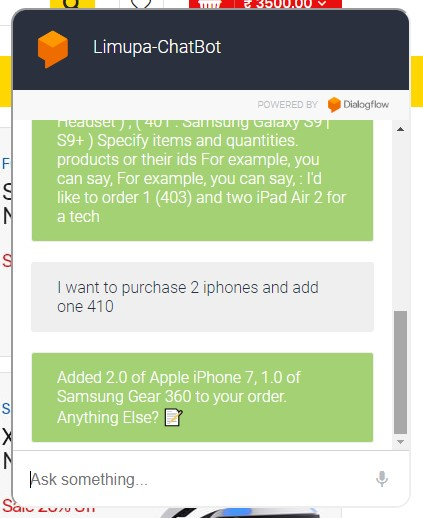 ₹ 3500.00
Limupa-ChatBot
POWERED BY Dialogflow
Headset ) , ( 401 : Samsung Galaxy S9 |
S9+ ) Specify items and quantities.
products or their ids For example, you
can say, For example, you can say, : I'd
like to order 1 (403) and two iPad Air 2 for
a tech
I want to purchase 2 iphones and add
one 410
Added 2.0 of Apple iPhone 7, 1.0 of
Samsung Gear 360 to your order.
Anything Else? 📝
Ask something...